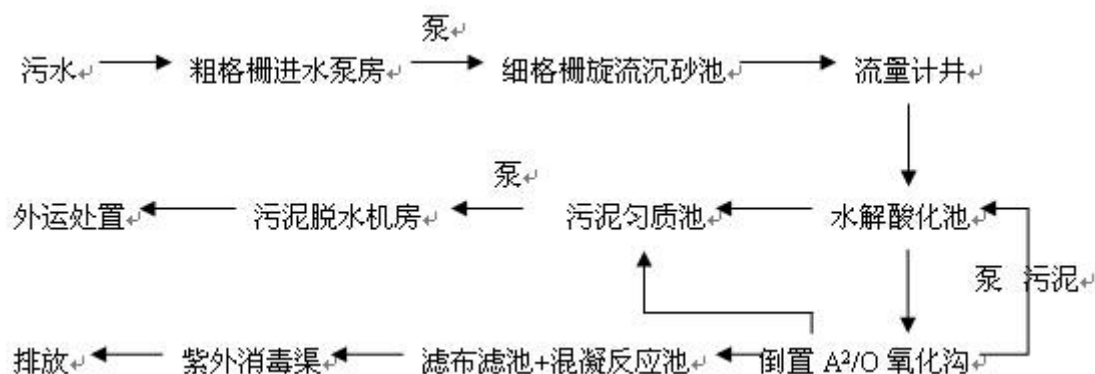 泵
污水 粗格栅进水泵房 细格栅旋流沉砂池 流量计井
泵
外运处置 污泥脱水机房 污泥匀质池 水解酸化池
泵 污泥
排放 紫外消毒渠 滤布滤池+混凝反应池 倒置 A²/O 氧化沟